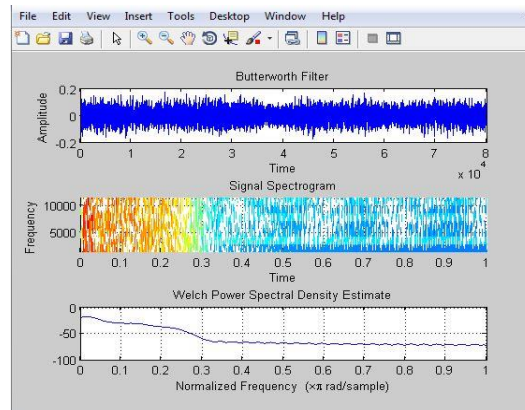 File Edit View Insert Tools Desktop Window Help
Butterworth Filter
Amplitude
0.2
0
-0.2
0 1 2 3 4 5 6 7 8
Time
x 10^4
Signal Spectrogram
Frequency
10000
5000
0 0.1 0.2 0.3 0.4 0.5 0.6 0.7 0.8 0.9 1
Time
Welch Power Spectral Density Estimate
0
-50
-100
0 0.1 0.2 0.3 0.4 0.5 0.6 0.7 0.8 0.9 1
Normalized Frequency (×π rad/sample)